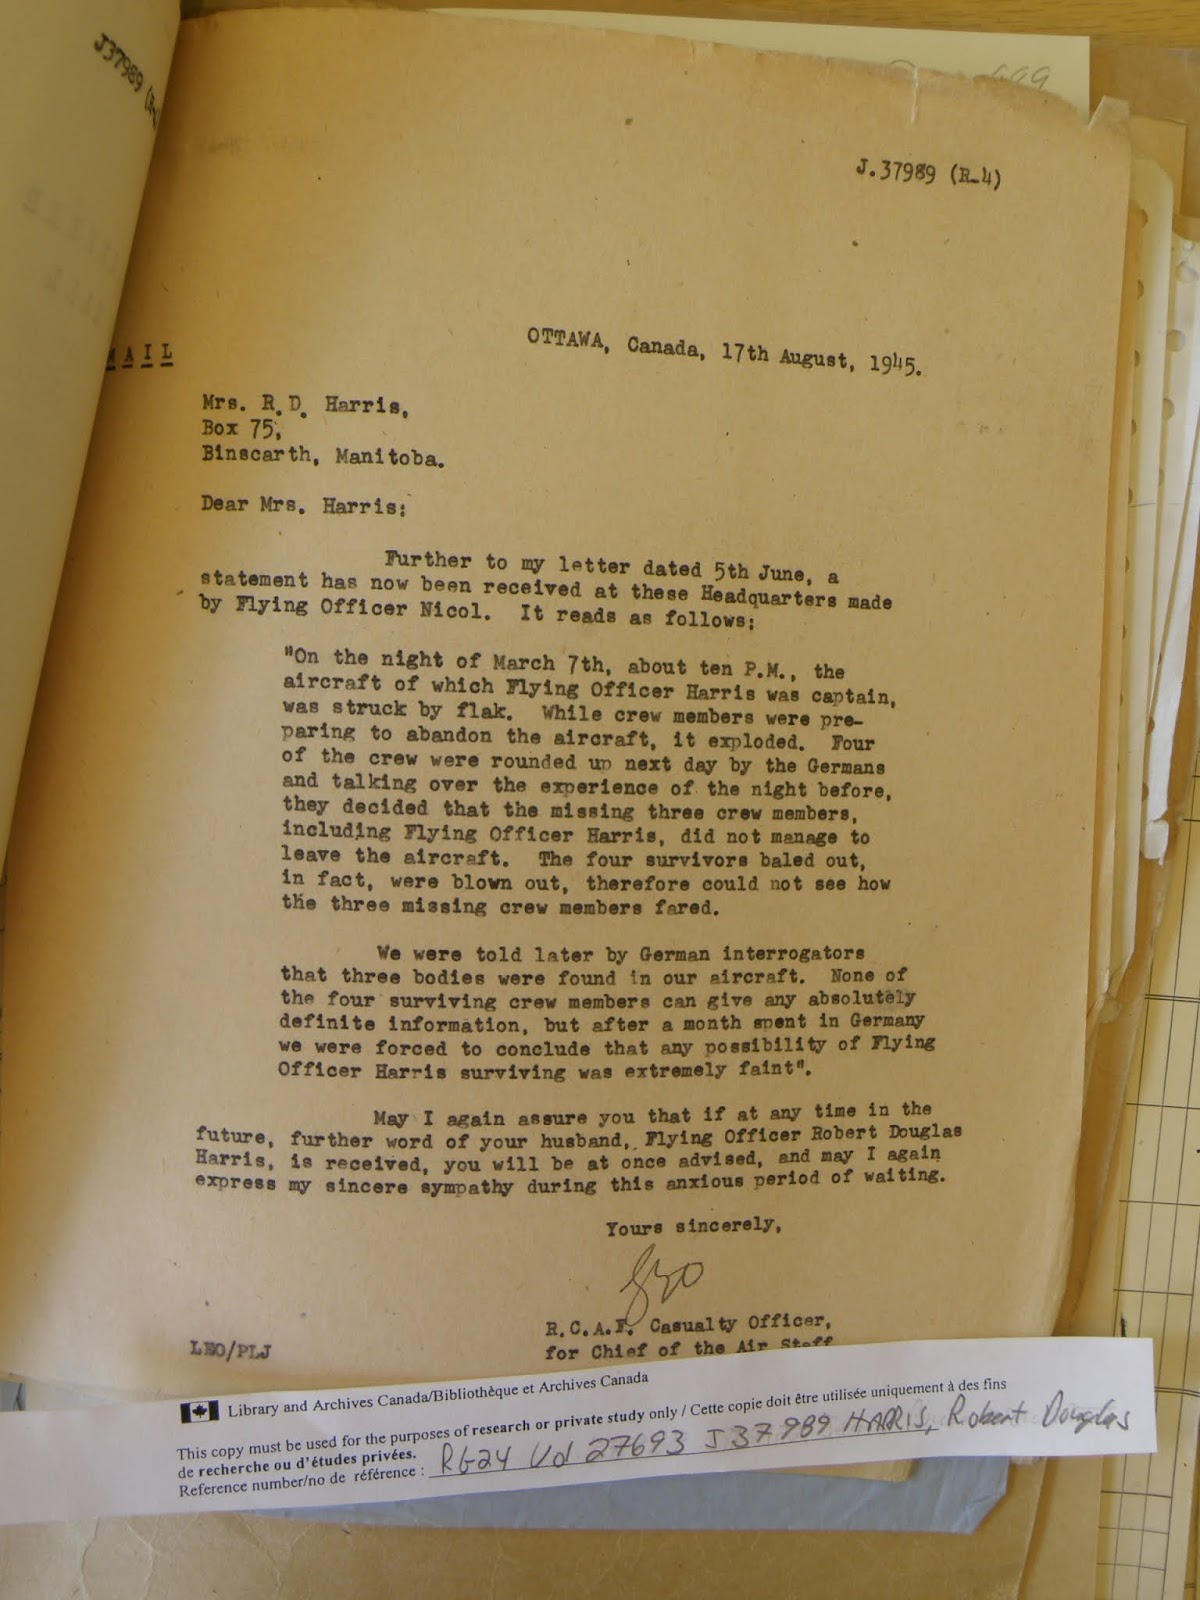 J37989
J.37989 (R-4)
OTTAWA, Canada, 17th August, 1945.
MAIL
Mrs. R.D. Harris,
Box 75,
Binscarth, Manitoba.
Dear Mrs. Harris:
Further to my letter dated 5th June, a
statement has now been received at these Headquarters made
by Flying Officer Nicol. It reads as follows:
"On the night of March 7th, about ten P.M., the
aircraft of which Flying Officer Harris was captain,
was struck by flak. While crew members were pre-
paring to abandon the aircraft, it exploded. Four
of the crew were rounded up next day by the Germans
and talking over the experience of the night before,
they decided that the missing three crew members,
including Flying Officer Harris, did not manage to
leave the aircraft. The four survivors baled out,
in fact, were blown out, therefore could not see how
the three missing crew members fared.
We were told later by German interrogators
that three bodies were found in our aircraft. None of
the four surviving crew members can give any absolutely
definite information, but after a month spent in Germany
we were forced to conclude that any possibility of Flying
Officer Harris surviving was extremely faint".
May I again assure you that if at any time in the
future, further word of your husband, Flying Officer Robert Douglas
Harris, is received, you will be at once advised, and may I again
express my sincere sympathy during this anxious period of waiting.
Yours sincerely,
R.C.A.F. Casualty Officer,
for Chief of the Air Staff
LEO/PLJ
Library and Archives Canada/Bibliothèque et Archives Canada
This copy must be used for the purposes of research or private study only / Cette copie doit être utilisée uniquement à des fins
de recherche ou d'études privées.
Reference number/no de référence : RG24 Vol 27693 J37989 HARRIS, Robert Douglas